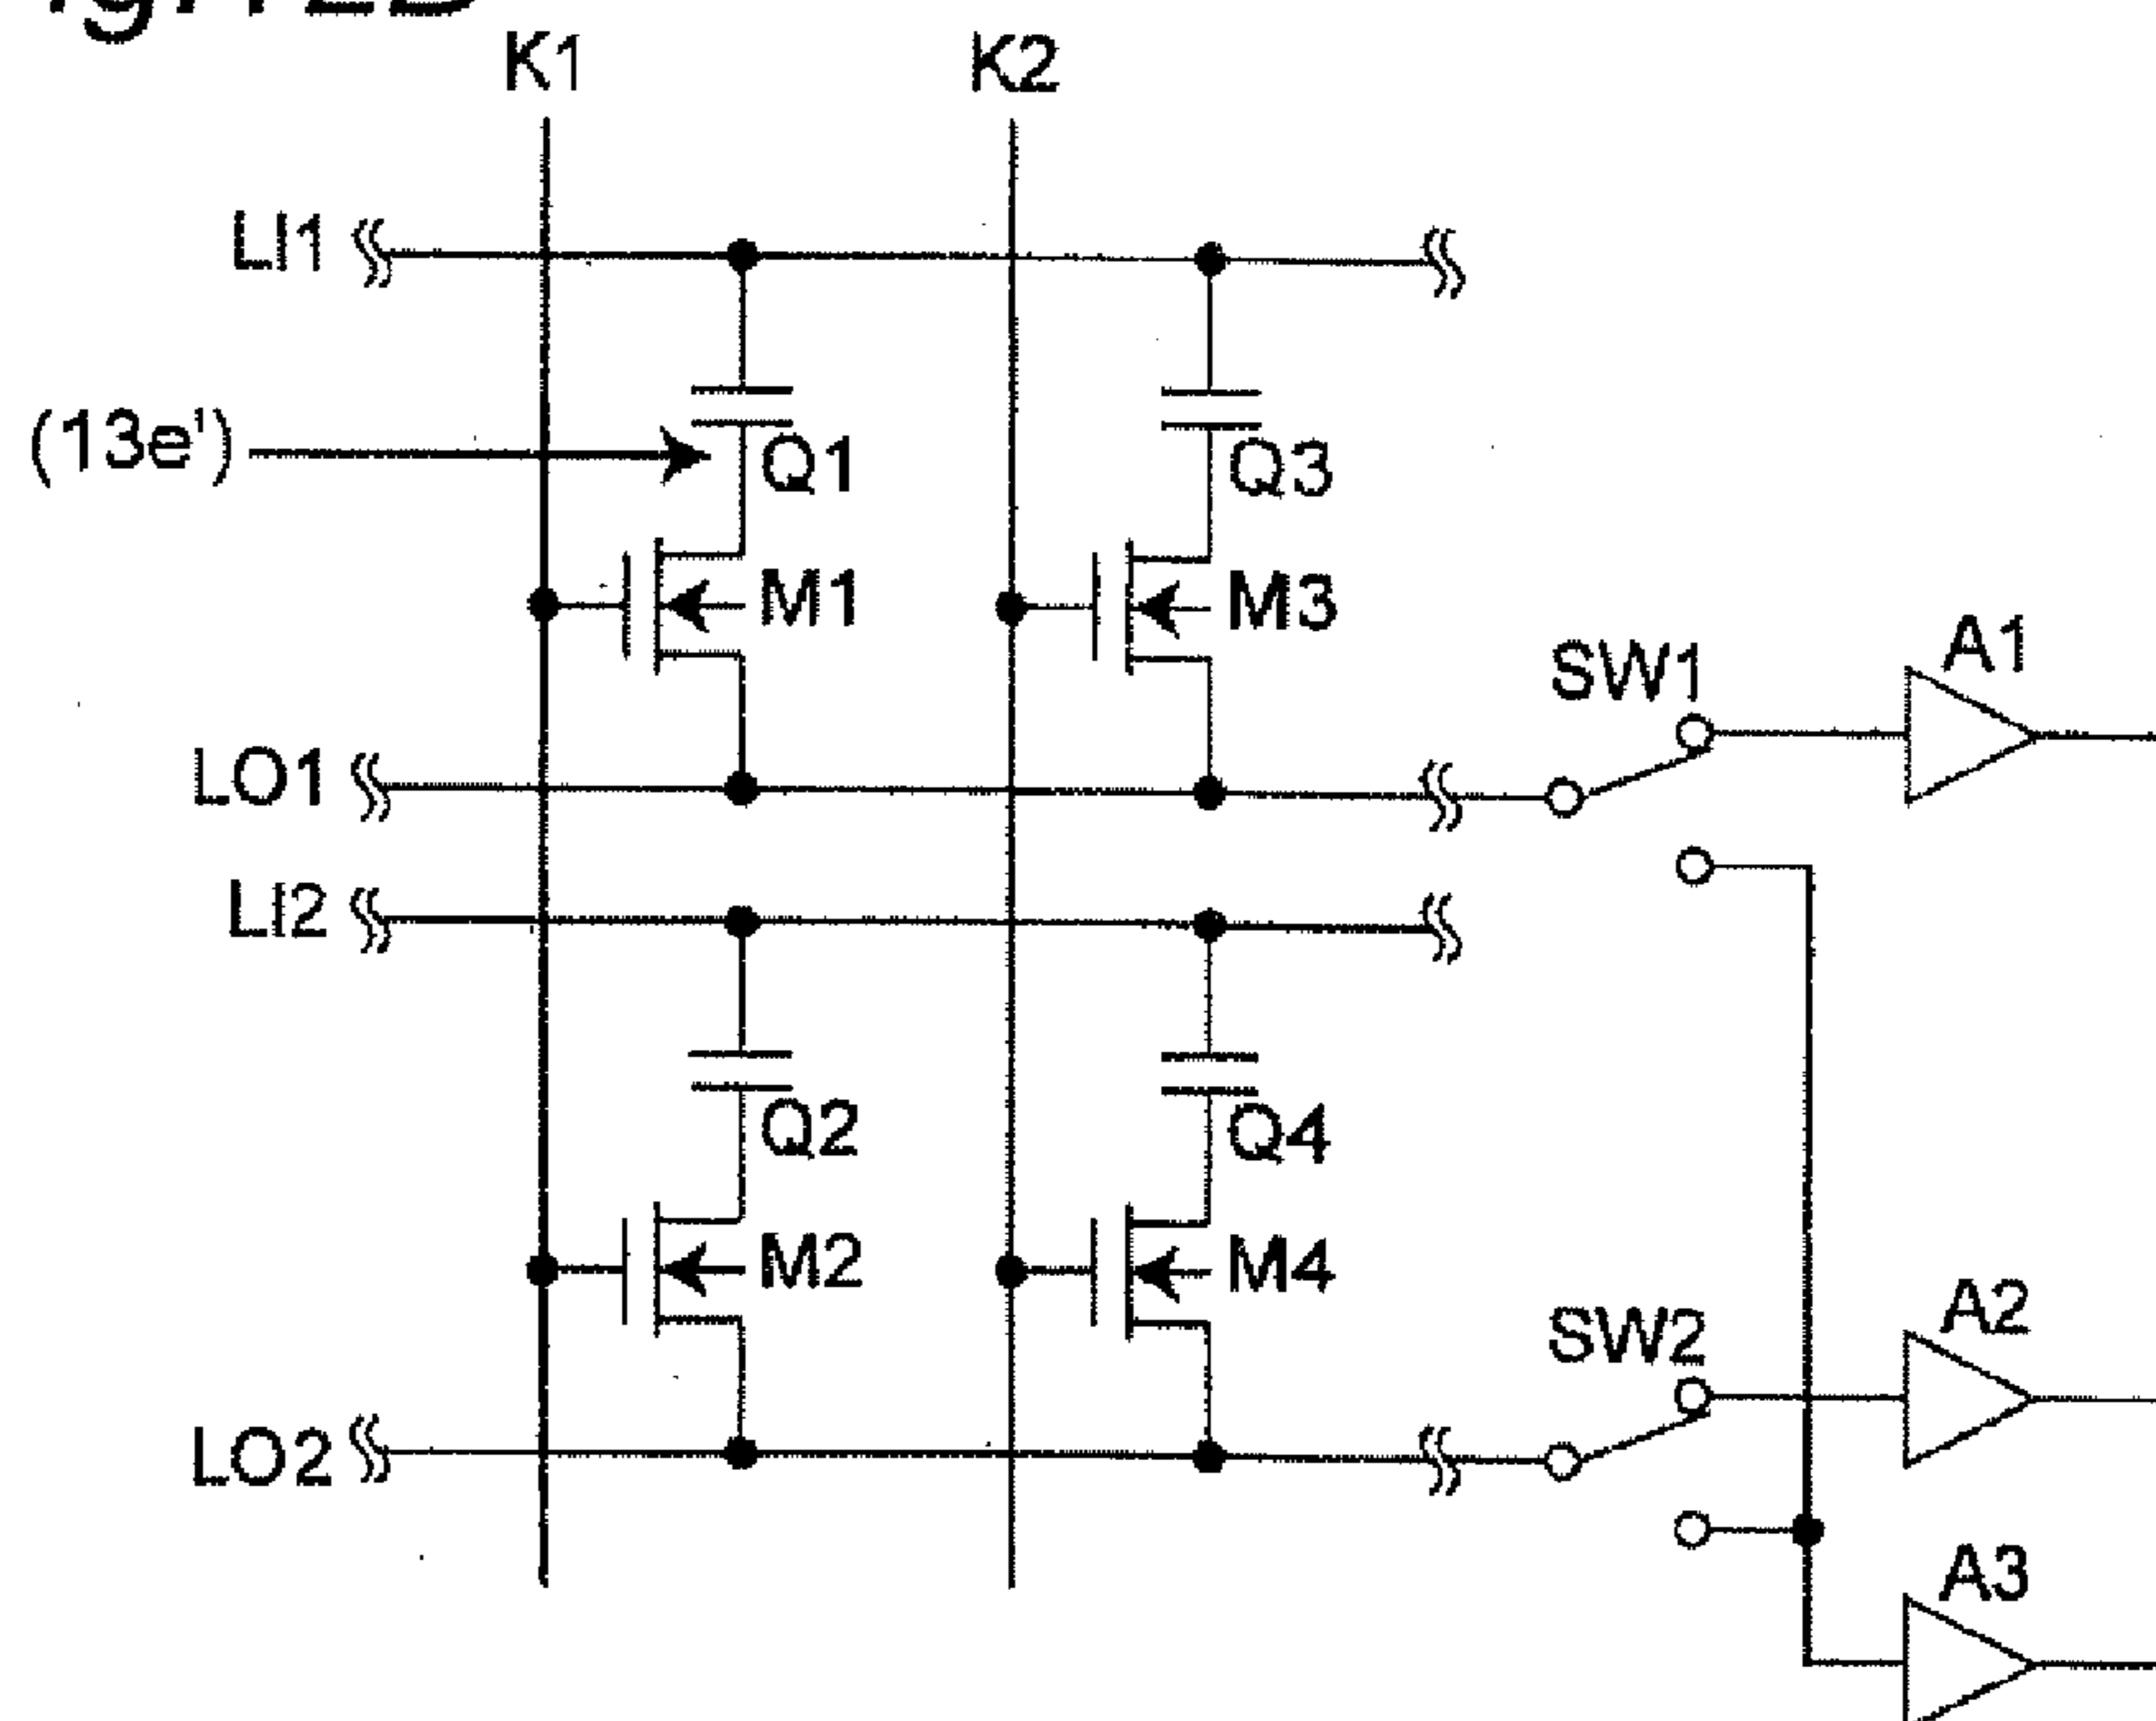 K1 K2
LI1
(13e')
Q1 Q3
M1 M3
A1
SW1
LO1
LI2
Q2 Q4
M2 M4
A2
SW2
LO2
A3